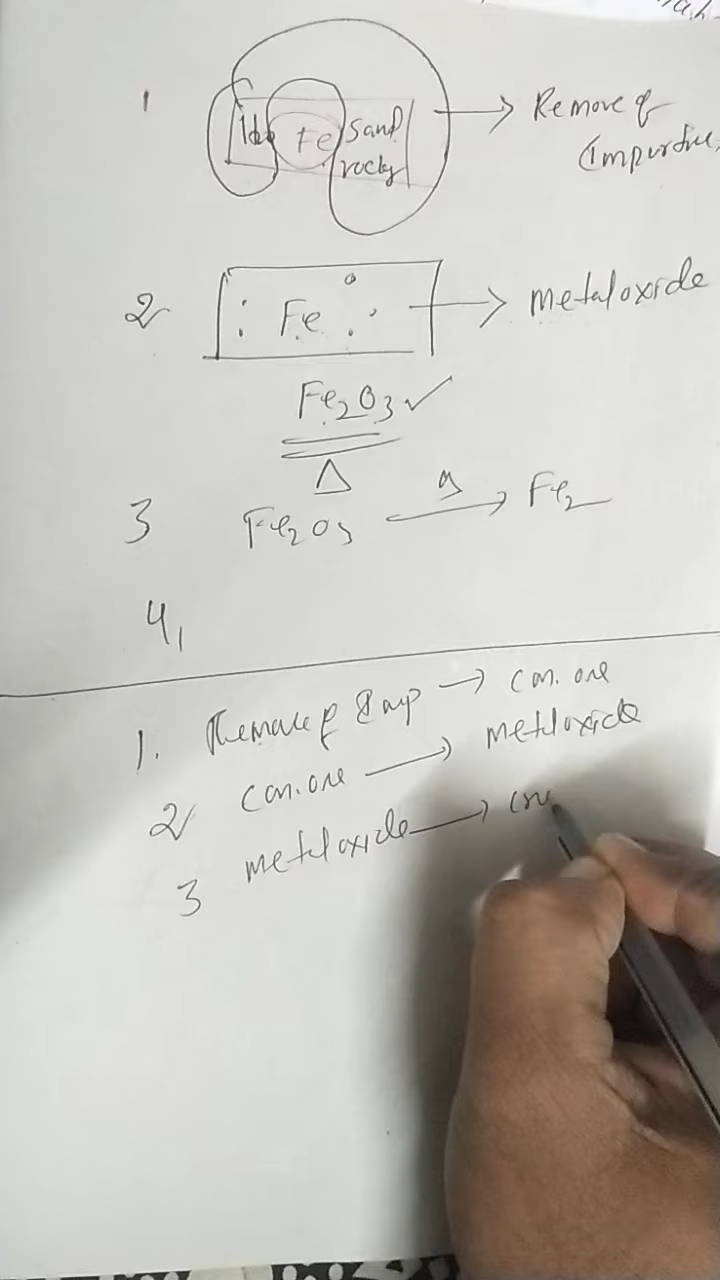 1
Fe Sand
rocky
Remove of
2 Fe metaloxide
Fe2O3 ✓
Δ
3 Fe2O3 Δ → Fe2
4,
1. Remove of Imp → con. ore
2 con. ore → metaloxide
3 metaloxide →